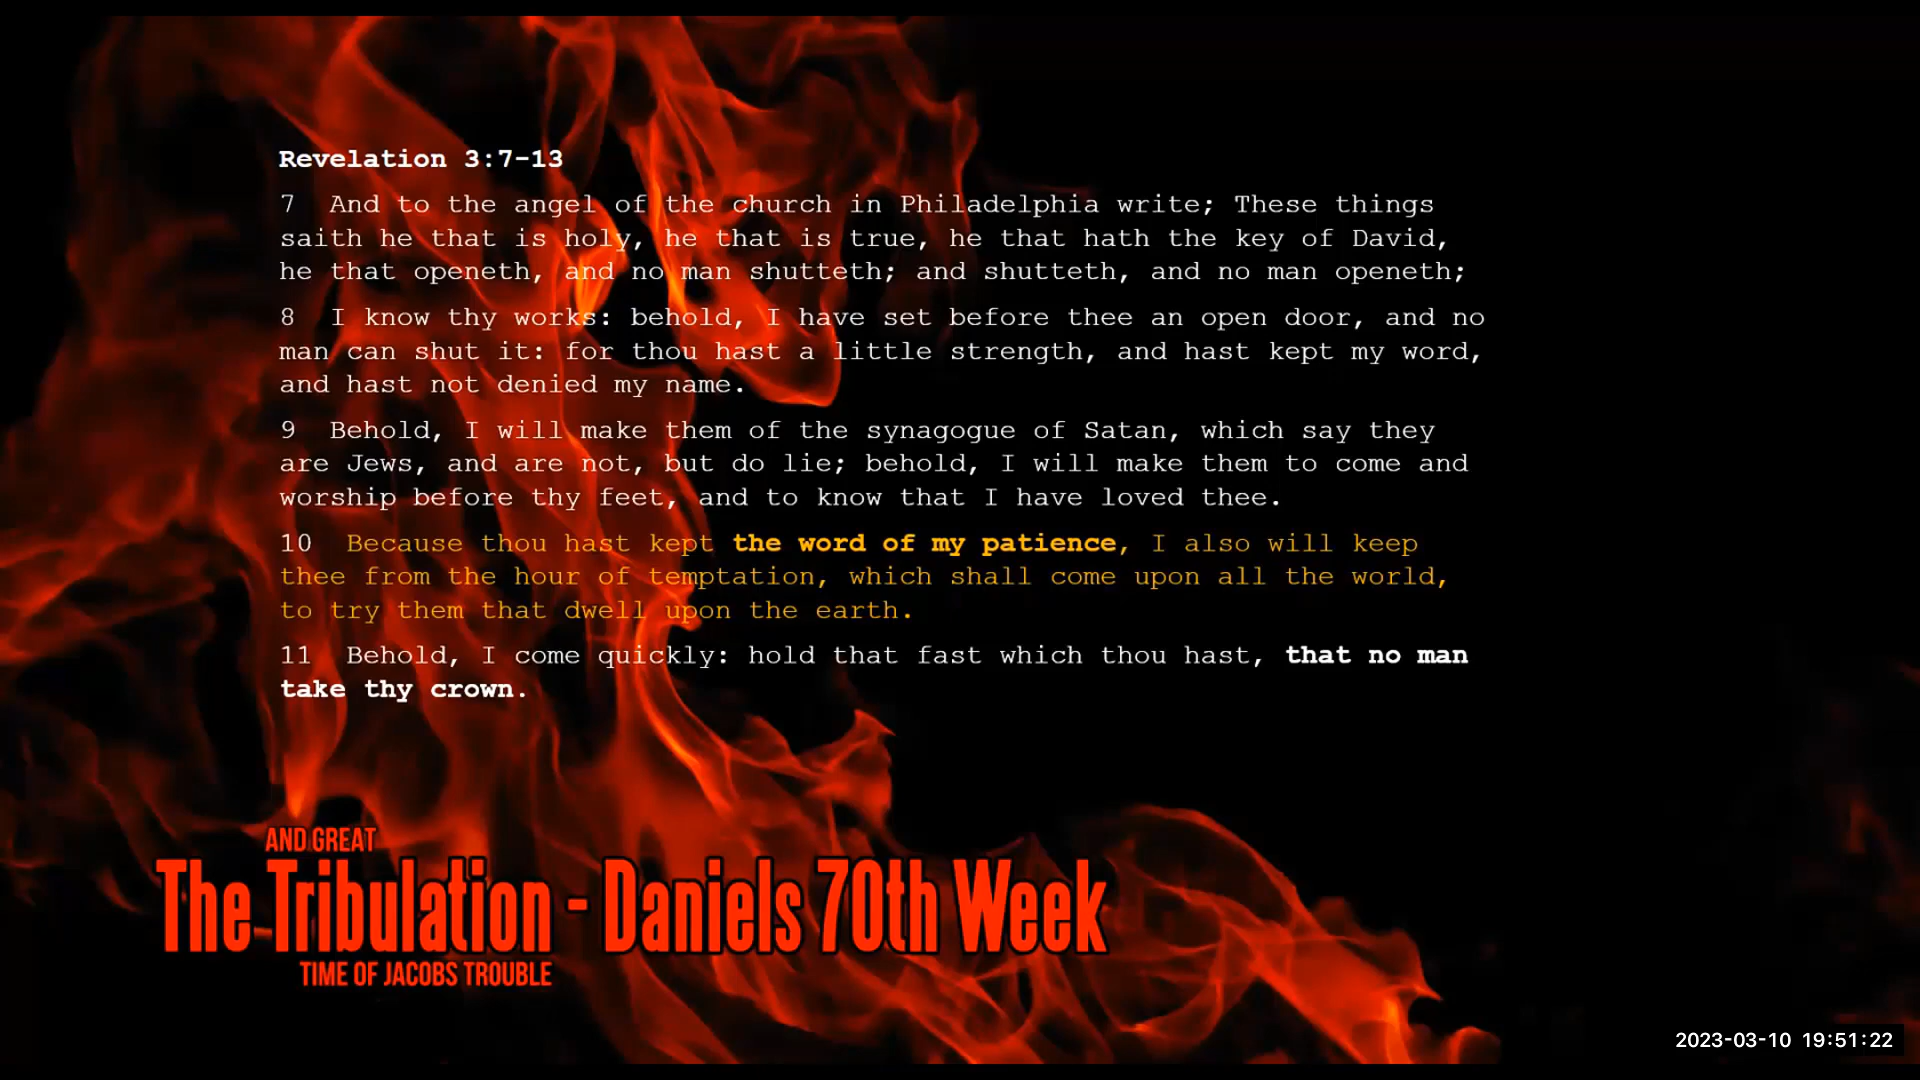 Revelation 3:7-13
7 And to the angel of the church in Philadelphia write; These things
saith he that is holy, he that is true, he that hath the key of David,
he that openeth, and no man shutteth; and shutteth, and no man openeth;
8 I know thy works: behold, I have set before thee an open door, and no
man can shut it: for thou hast a little strength, and hast kept my word,
and hast not denied my name.
9 Behold, I will make them of the synagogue of Satan, which say they
are Jews, and are not, but do lie; behold, I will make them to come and
worship before thy feet, and to know that I have loved thee.
10 Because thou hast kept the word of my patience, I also will keep
thee from the hour of temptation, which shall come upon all the world,
to try them that dwell upon the earth.
11 Behold, I come quickly: hold that fast which thou hast, that no man
take thy crown.
AND GREAT
The Tribulation - Daniels 70th Week
TIME OF JACOBS TROUBLE
2023-03-10 19:51:22